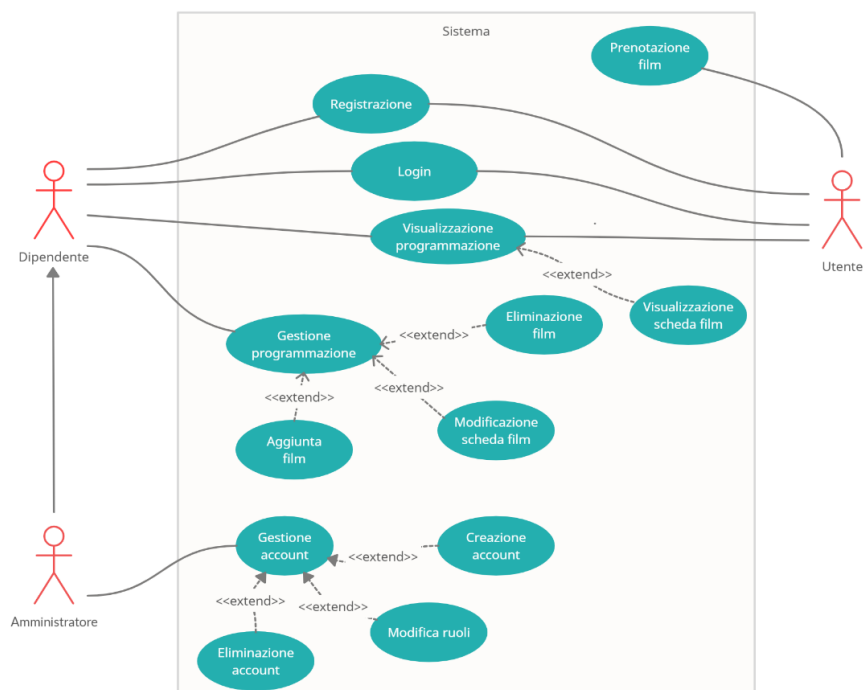 Sistema
Prenotazione
film
Registrazione
Login
Visualizzazione
programmazione
Dipendente
Utente
<<extend>>
Visualizzazione
scheda film
Eliminazione
film
<<extend>>
Gestione
programmazione
<<extend>>
<<extend>>
Modificazione
scheda film
Aggiunta
film
Gestione
account
Creazione
account
<<extend>>
Amministratore
<<extend>>
<<extend>>
Modifica ruoli
Eliminazione
account